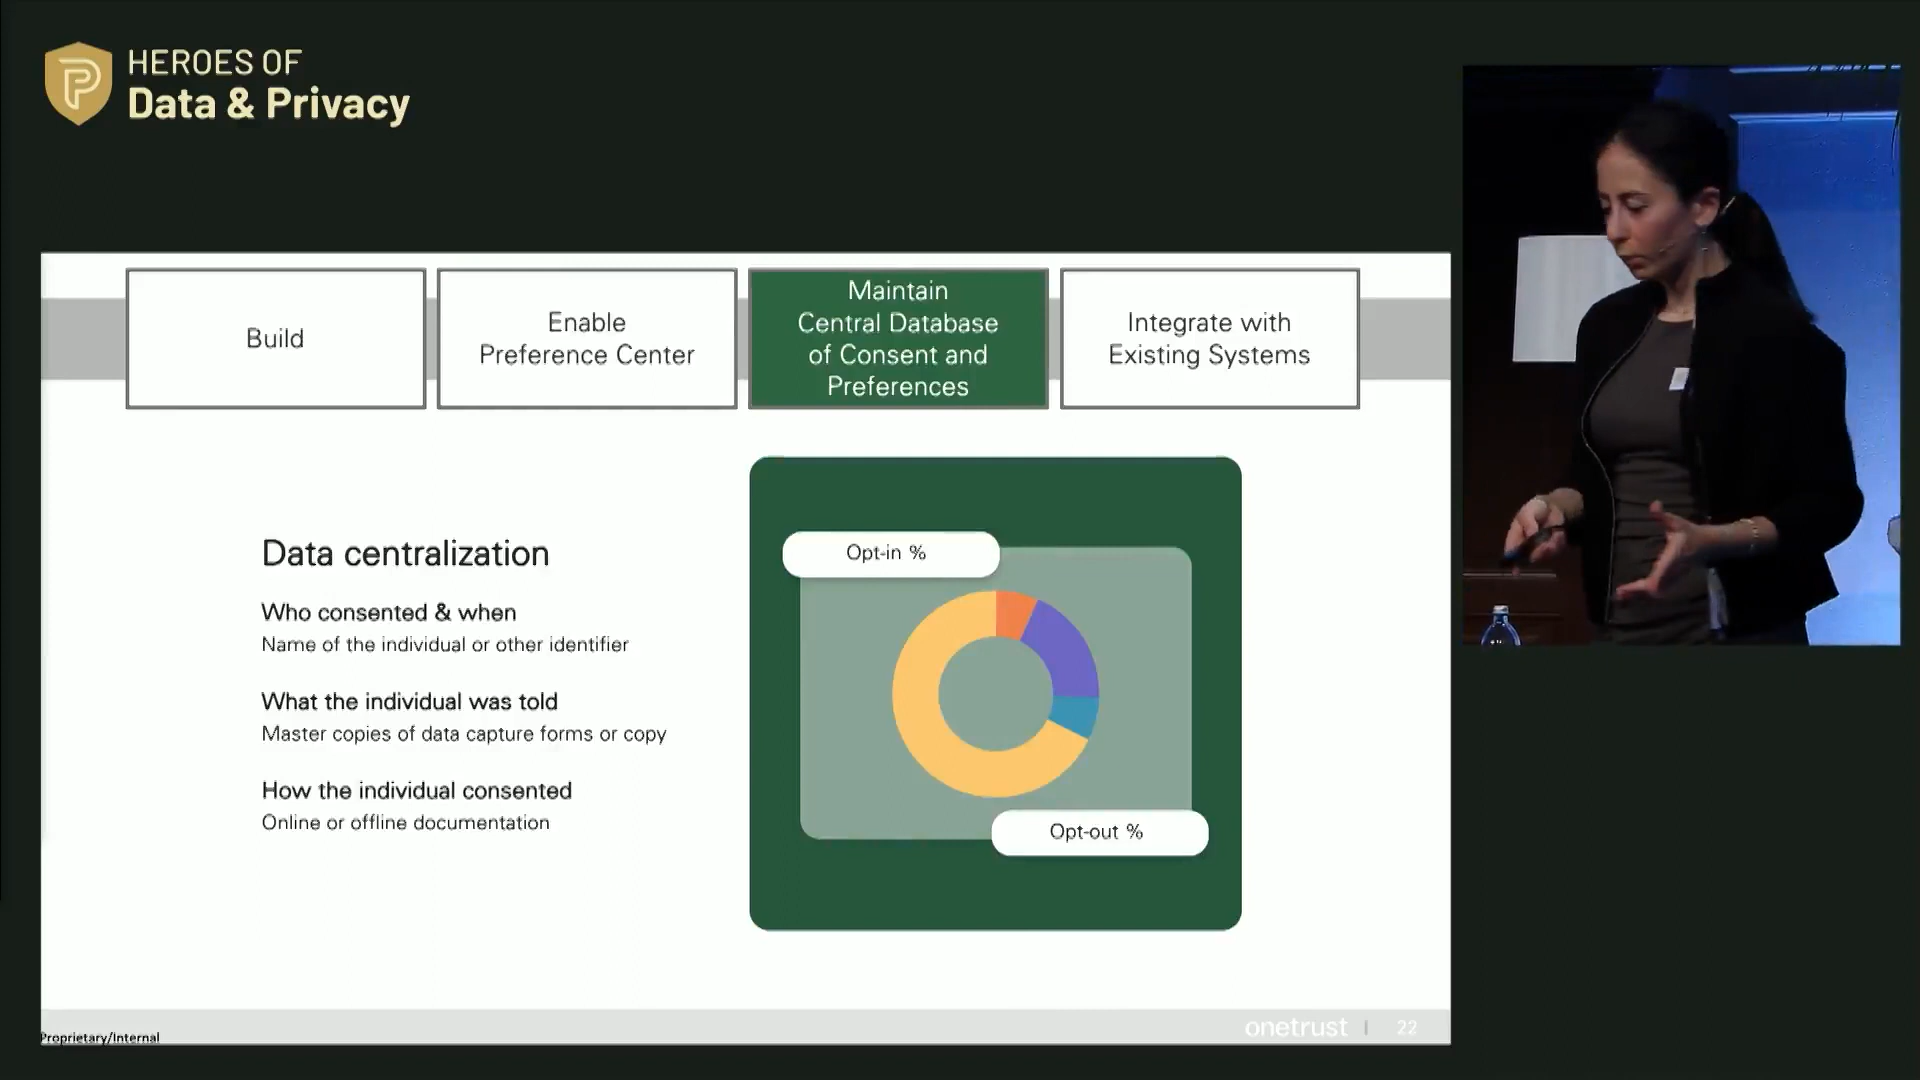 HEROES OF
Data & Privacy
Build
Enable
Preference Center
Maintain
Central Database
of Consent and
Preferences
Integrate with
Existing Systems
Data centralization
Who consented & when
Name of the individual or other identifier
What the individual was told
Master copies of data capture forms or copy
How the individual consented
Online or offline documentation
Opt-in %
Opt-out %
Proprietary/Internal
onetrust | 22